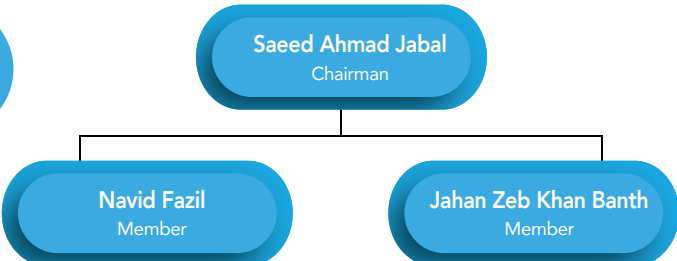 Saeed Ahmad Jabal
Chairman
Navid Fazil
Member
Jahan Zeb Khan Banth
Member